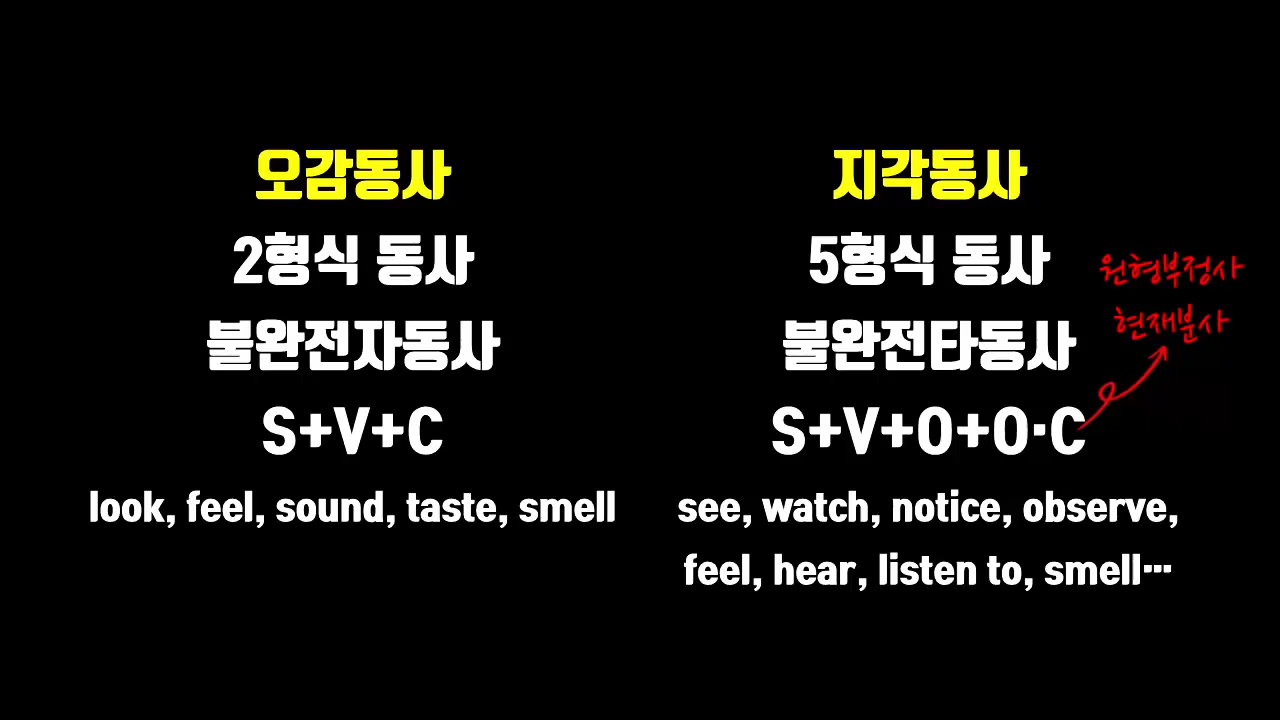 오감동사
2형식 동사
불완전자동사
S+V+C
look, feel, sound, taste, smell
지각동사
5형식 동사
불완전타동사
S+V+O+O·C
see, watch, notice, observe,
feel, hear, listen to, smell…
원형부정사
현재분사